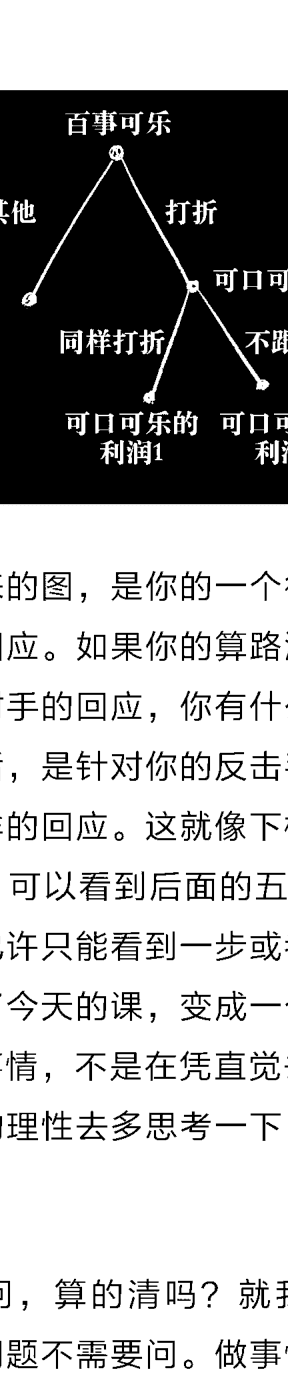 百事可乐
其他 打折
可口可
同样打折 不跟
可口可乐的 可口可
利润1 利润
的图，是你的一个
应。如果你的算路
手的回应，你有什
，是针对你的反击
的回应。这就像下
，可以看到后面的五
许只能看到一步或
今天的课，变成一个
情，不是在凭直觉
理性去多思考一下
问，算的清吗？就我
问题不需要问。做事情